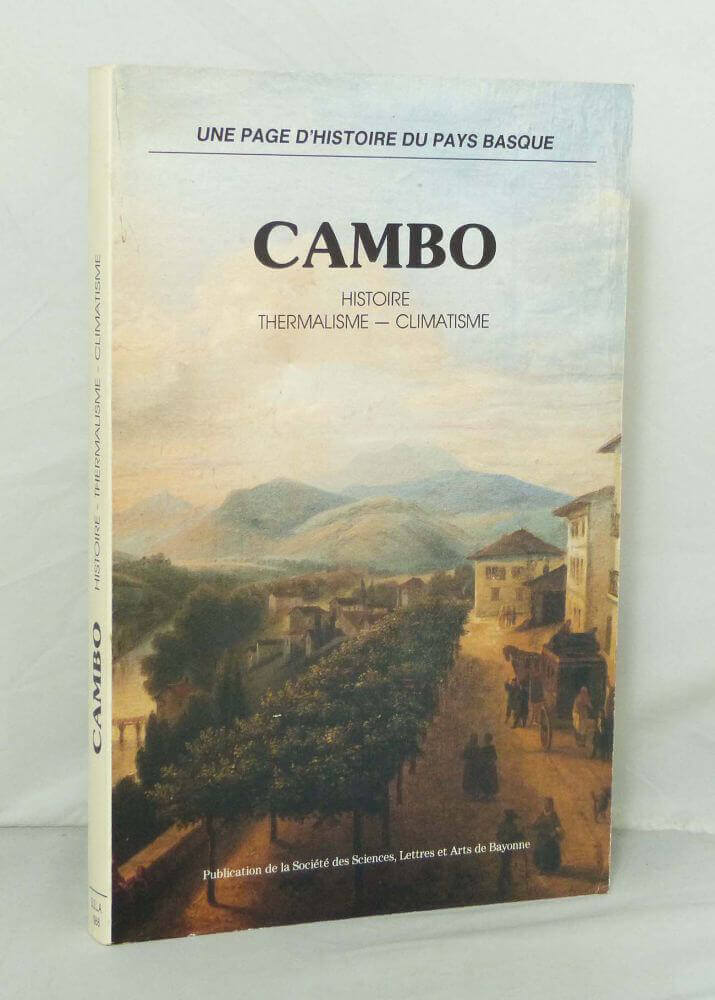 UNE PAGE D'HISTOIRE DU PAYS BASQUE
CAMBO
HISTOIRE
THERMALISME — CLIMATISME
Publication de la Société des Sciences, Lettres et Arts de Bayonne
CAMBO HISTOIRE - THERMALISME - CLIMATISME